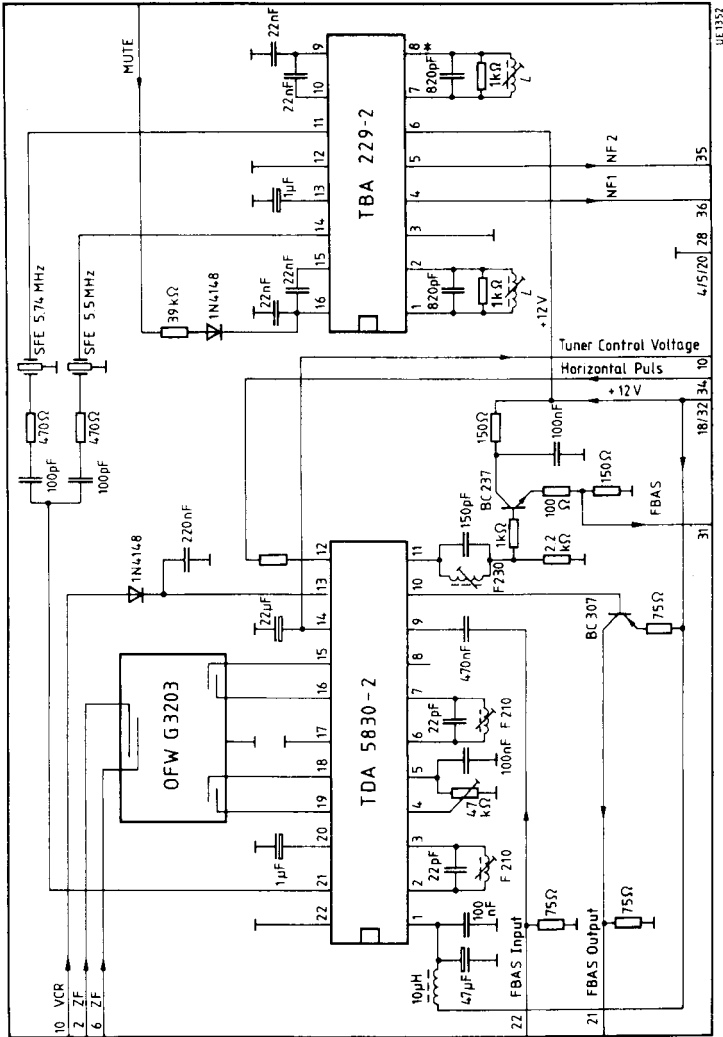 UE 1352
10 VCR
2 ZF
6 ZF
MUTE
SFE 5.74 MHz
SFE 5.5 MHz
470Ω
470Ω
100pF
100pF
39kΩ
1N4148
22nF
22nF
1µF
22nF
22nF
16
15
14
13
12
11
10
9
TBA 229-2
1
2
3
4
5
6
7
8 *
820pF
1kΩ
L
820pF
1kΩ
L
NF1
NF 2
+12V
OFW G3203
1µF
22µF
1N4148
220nF
22
21
20
19
18
17
16
15
14
13
12
TDA 5830-2
1
2
3
4
5
6
7
8
9
10
11
10µH
47µF
100 nF
22pF
F 210
47 kΩ
100nF
22pF
F 210
470nF
150pF
F230
1kΩ
2.2 kΩ
BC 237
150Ω
100nF
100 Ω
150Ω
FBAS
BC 307
75Ω
Tuner Control Voltage
Horizontal Puls
+12V
FBAS Input
75Ω
FBAS Output
75Ω
22
21
31
18/32
34
10
4/5/20
28
36
35